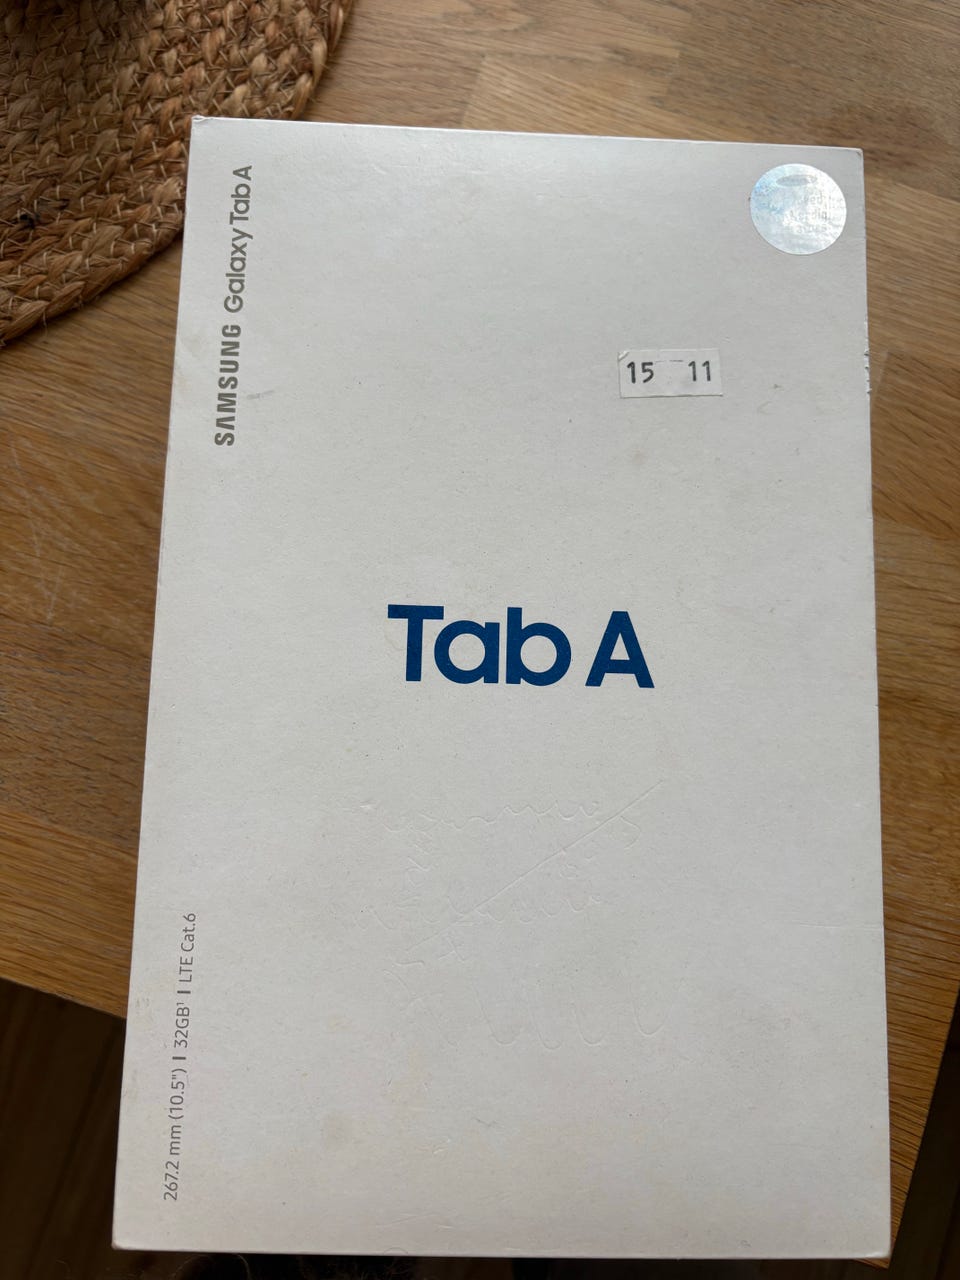 SAMSUNG Galaxy Tab A
15 11
Tab A
267.2 mm (10.5") | 32GB¹ | LTE Cat.6